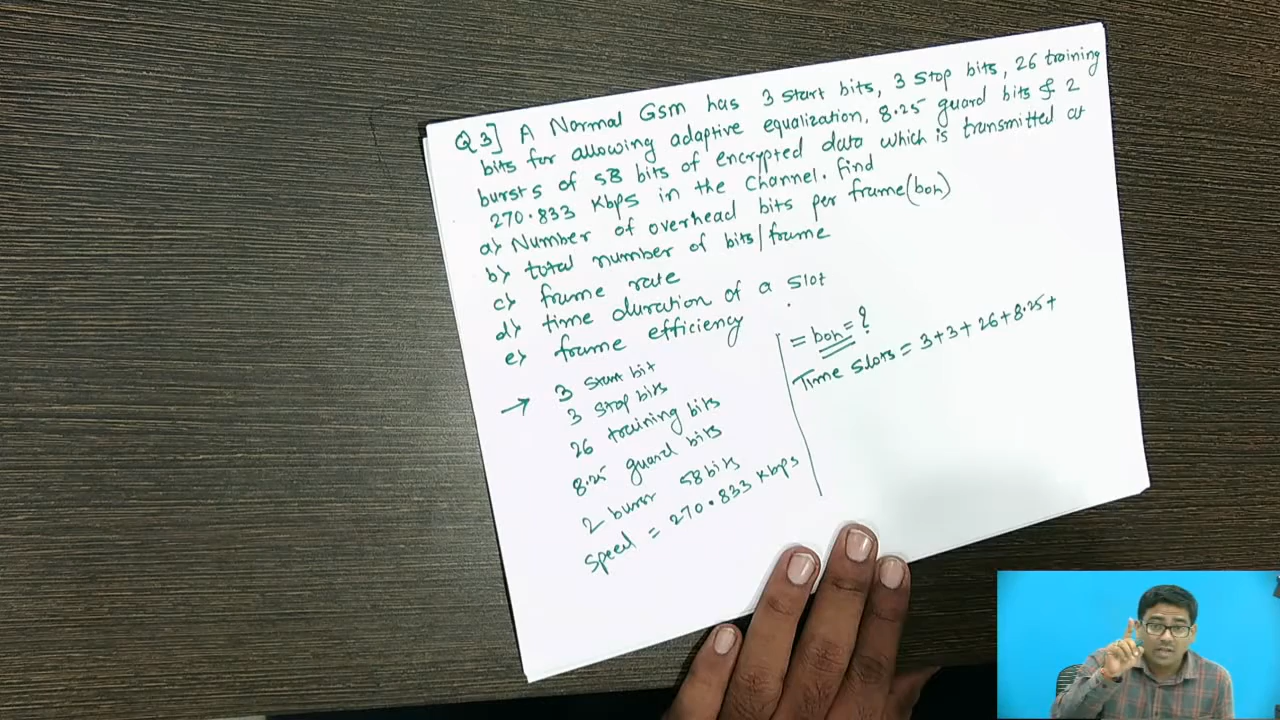 Q3] A Normal Gsm has 3 start bits, 3 stop bits, 26 training
bits for allowing adaptive equalization, 8.25 guard bits & 2
bursts of 58 bits of encrypted data which is transmitted at
270.833 Kbps in the channel. find
a> Number of overhead bits per frame(boh)
b> total number of bits/frame
c> frame rate
d> time duration of a slot
e> frame efficiency
→ 3 start bit
3 stop bits
26 training bits
8.25 guard bits
2 burst 58 bits
speed = 270.833 Kbps
= boh = ?
Time slots = 3+3+26+8.25+